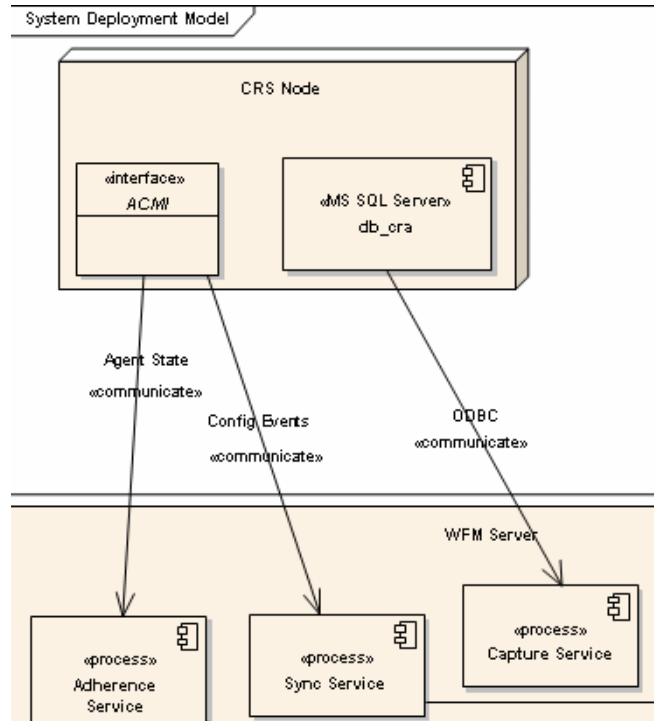 System Deployment Model
CRS Node
«interface»
ACMI
«MS SQL Server»
db_cra
Agent State
«communicate»
Config Events
«communicate»
ODBC
«communicate»
WFM Server
«process»
Adherence
Service
«process»
Sync Service
«process»
Capture Service